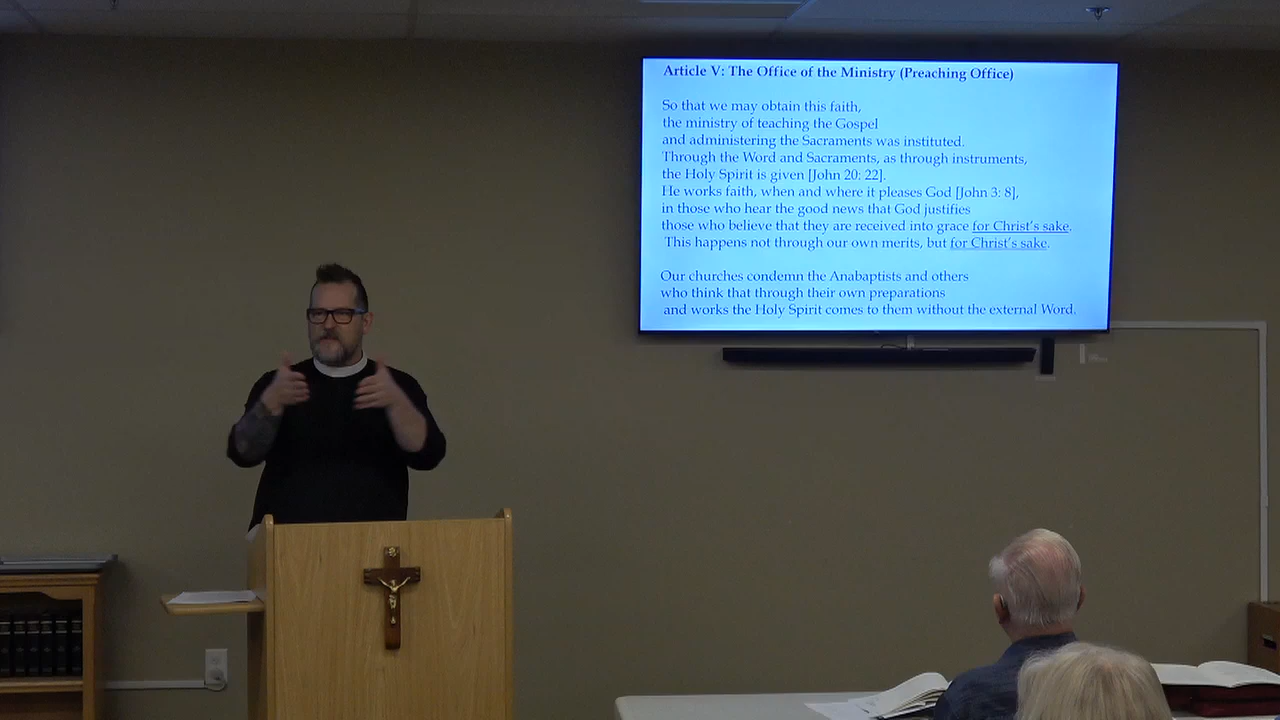 Article V: The Office of the Ministry (Preaching Office)
So that we may obtain this faith,
the ministry of teaching the Gospel
and administering the Sacraments was instituted.
Through the Word and Sacraments, as through instruments,
the Holy Spirit is given [John 20: 22].
He works faith, when and where it pleases God [John 3: 8],
in those who hear the good news that God justifies
those who believe that they are received into grace for Christ's sake.
This happens not through our own merits, but for Christ's sake.
Our churches condemn the Anabaptists and others
who think that through their own preparations
and works the Holy Spirit comes to them without the external Word.